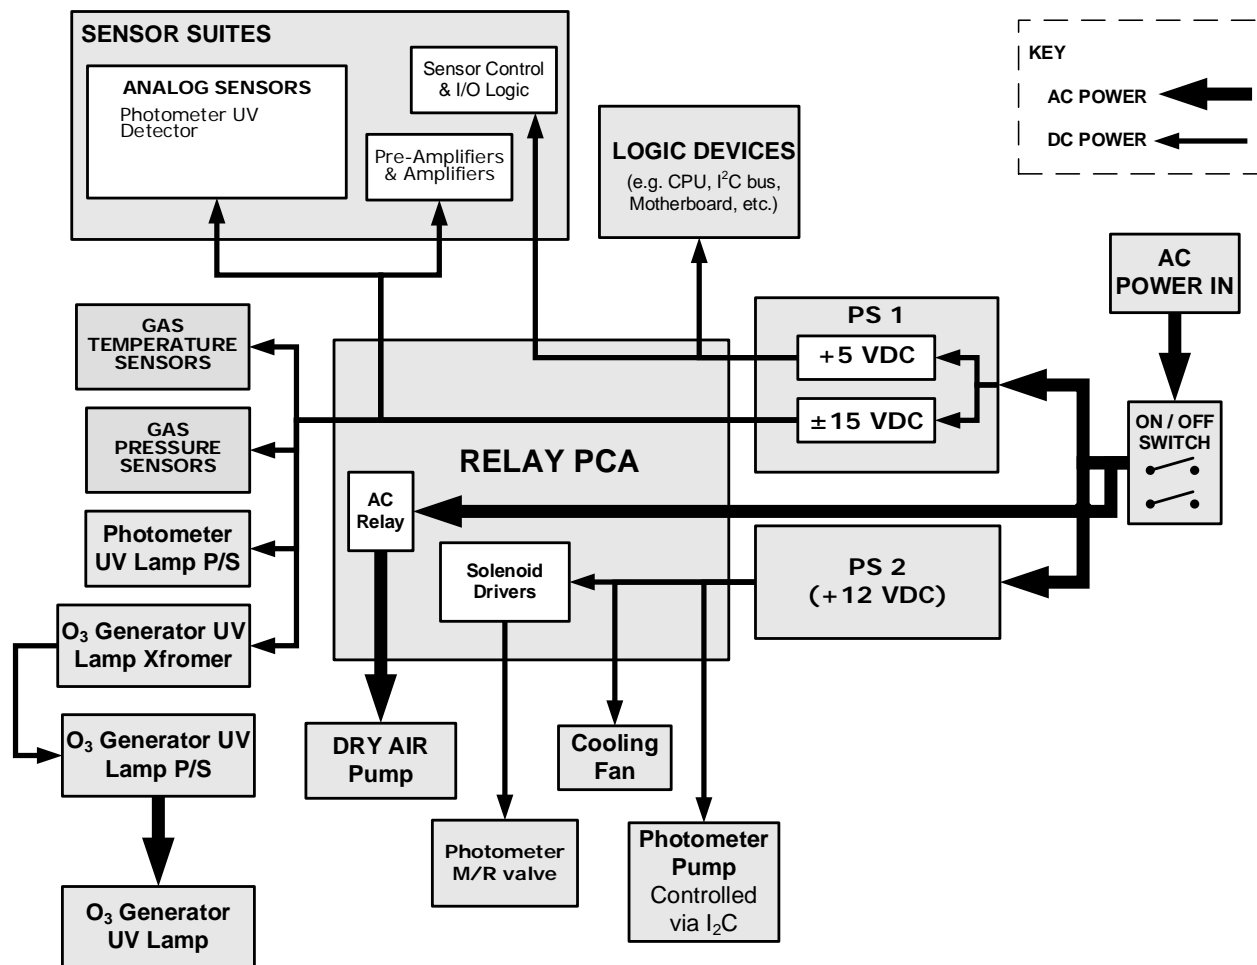 SENSOR SUITES
ANALOG SENSORS
Photometer UV
Detector
Sensor Control
& I/O Logic
Pre-Amplifiers
& Amplifiers
LOGIC DEVICES
(e.g. CPU, I²C bus,
Motherboard, etc.)
KEY
AC POWER
DC POWER
AC
POWER IN
GAS
TEMPERATURE
SENSORS
GAS
PRESSURE
SENSORS
Photometer
UV Lamp P/S
O₃ Generator UV
Lamp Xfromer
O₃ Generator UV
Lamp P/S
O₃ Generator
UV Lamp
RELAY PCA
AC
Relay
Solenoid
Drivers
PS 1
+5 VDC
±15 VDC
ON / OFF
SWITCH
PS 2
(+12 VDC)
DRY AIR
Pump
Cooling
Fan
Photometer
M/R valve
Photometer
Pump
Controlled
via I₂C